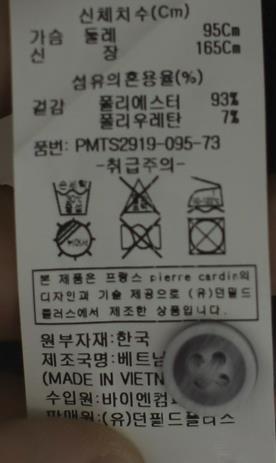 신체치수(Cm)
가슴 둘레 95Cm
신 장 165Cm
섬유의혼용율(%)
겉감 폴리에스터 93%
폴리우레탄 7%
품번: PMTS2919-095-73
-취급주의-
본 제품은 프랑스 pierre cardin의
디자인과 기술 제공으로 (유)던필드
플러스에서 제조한 상품입니다.
원부자재:한국
제조국명:베트남
(MADE IN VIETN
수입원:바이엔컴
판매원:(유)던필드플러스